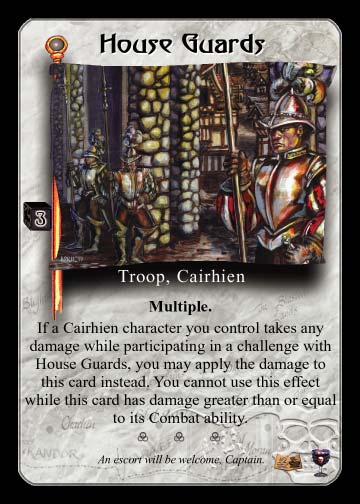 House Guards
3
Troop, Cairhien
Multiple.
If a Cairhien character you control takes any
damage while participating in a challenge with
House Guards, you may apply the damage to
this card instead. You cannot use this effect
while this card has damage greater than or equal
to its Combat ability.
KANDOR
An escort will be welcome, Captain.